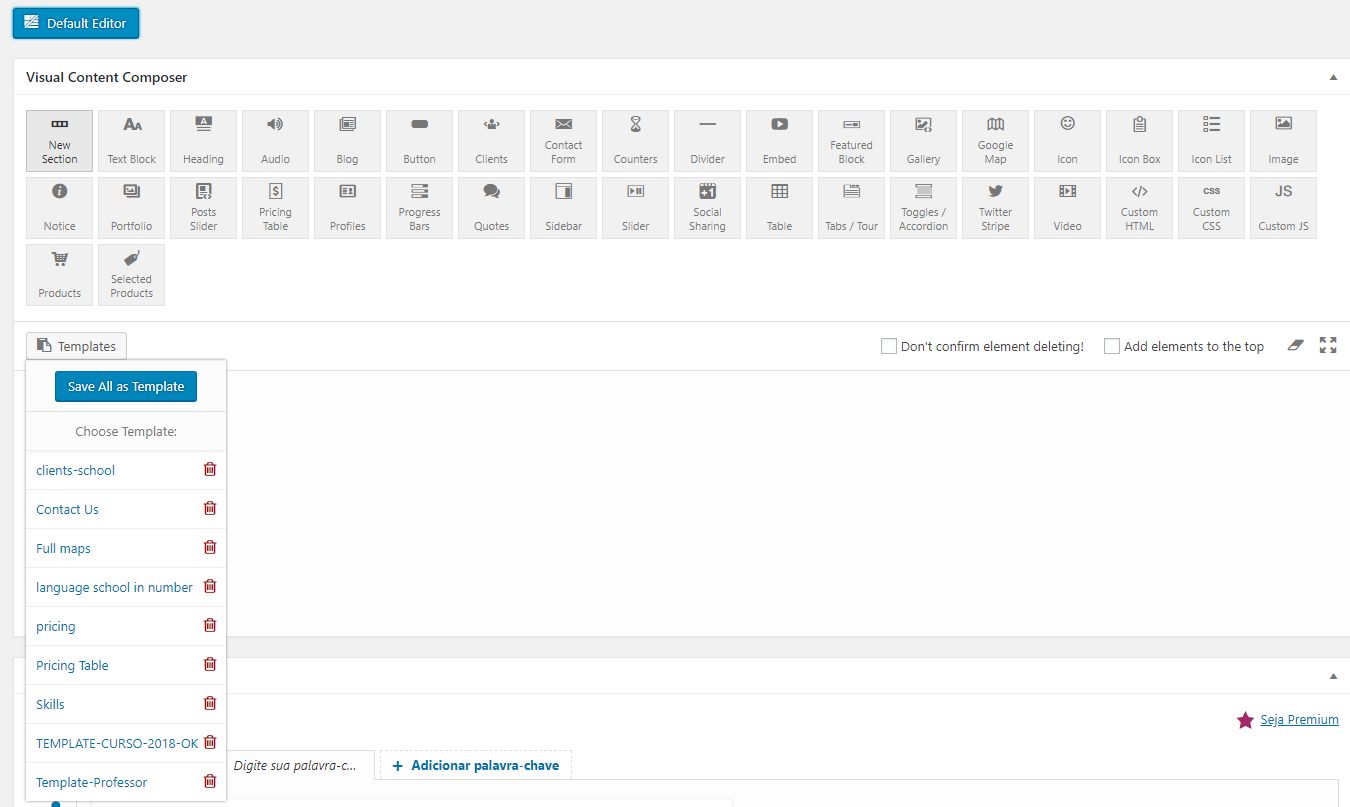 Default Editor
Visual Content Composer
New Section
Text Block
Heading
Audio
Blog
Button
Clients
Contact Form
Counters
Divider
Embed
Featured Block
Gallery
Google Map
Icon
Icon Box
Icon List
Image
Notice
Portfolio
Posts Slider
Pricing Table
Profiles
Progress Bars
Quotes
Sidebar
Slider
+1
Social Sharing
Table
Tabs / Tour
Toggles / Accordion
Twitter Stripe
Video
Custom HTML
CSS
Custom CSS
JS
Custom JS
Products
Selected Products
Templates
Don't confirm element deleting!
Add elements to the top
Save All as Template
Choose Template:
clients-school
Contact Us
Full maps
language school in number
pricing
Pricing Table
Skills
TEMPLATE-CURSO-2018-OK
Template-Professor
Seja Premium
Digite sua palavra-c...
+ Adicionar palavra-chave